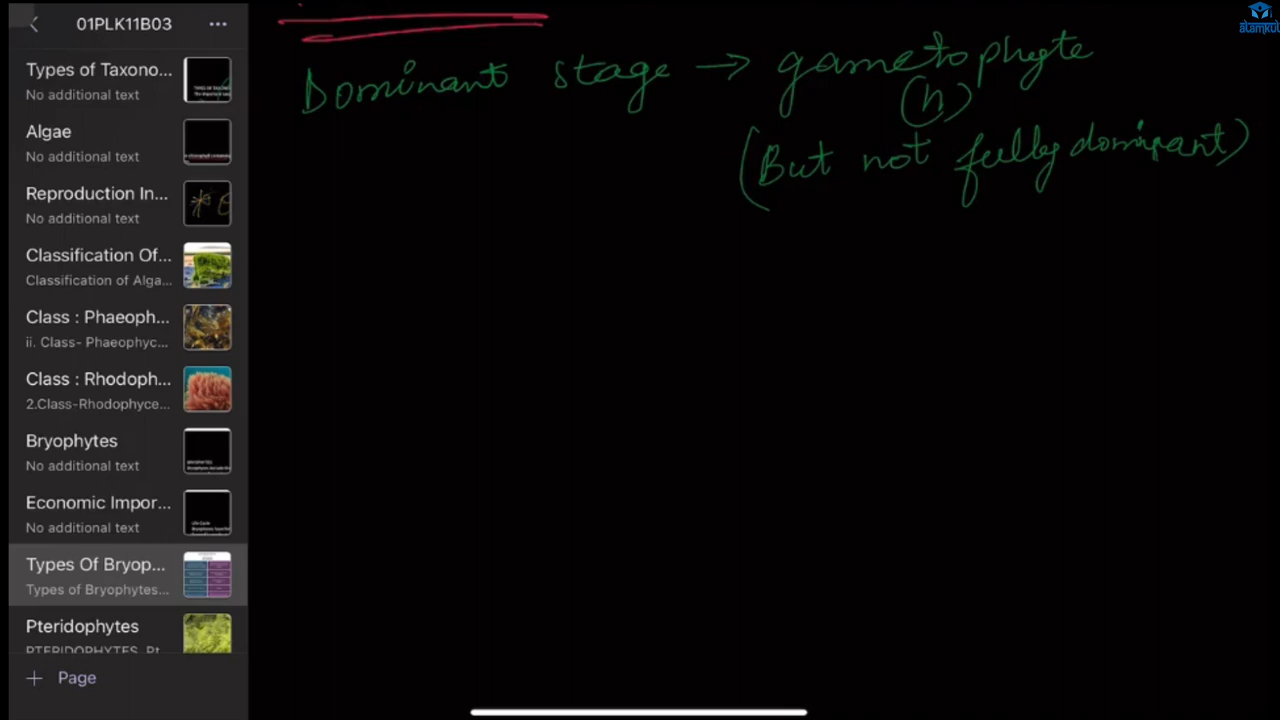 01PLK11B03
Types of Taxono...
No additional text
Algae
No additional text
Reproduction In...
No additional text
Classification Of...
Classification of Alga...
Class : Phaeoph...
ii. Class- Phaeophyc...
Class : Rhodoph...
2.Class-Rhodophyce...
Bryophytes
No additional text
Economic Impor...
No additional text
Types Of Bryop...
Types of Bryophytes...
Pteridophytes
PTERIDOPHYTES Pt
+ Page
Dominant stage → gametophyte
(n)
(But not fully dominant)